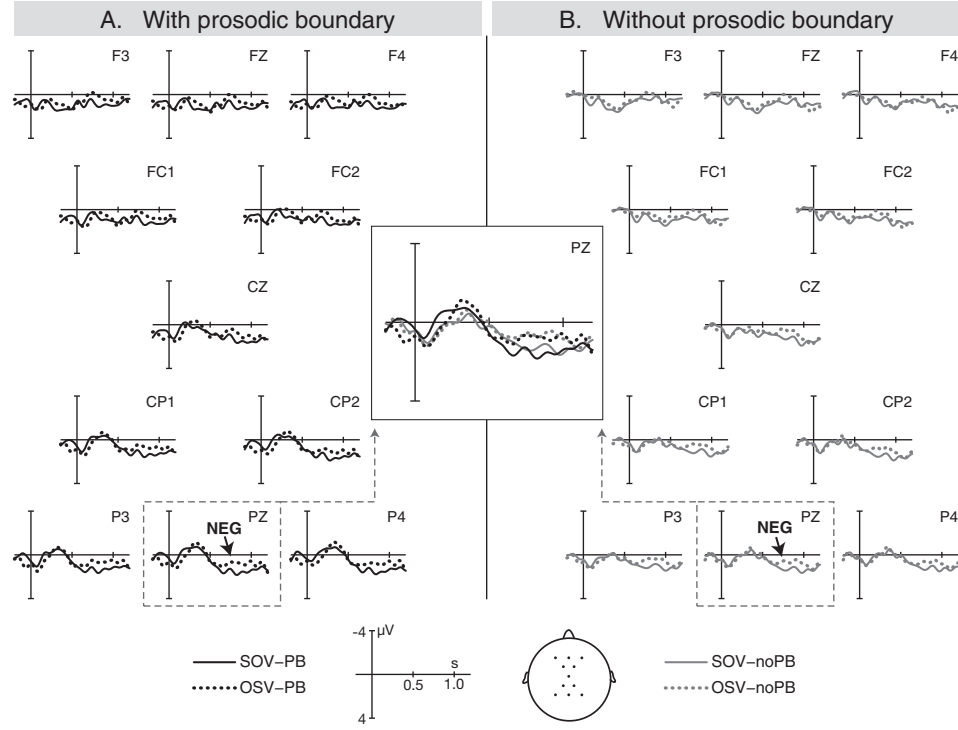 A. With prosodic boundary
B. Without prosodic boundary
F3 FZ F4
F3 FZ F4
FC1 FC2
FC1 FC2
PZ
CZ
CZ
CP1 CP2
CP1 CP2
P3 PZ P4
NEG
P3 PZ P4
NEG
SOV–PB
OSV–PB
-4 µV
s
0.5 1.0
4
SOV–noPB
OSV–noPB